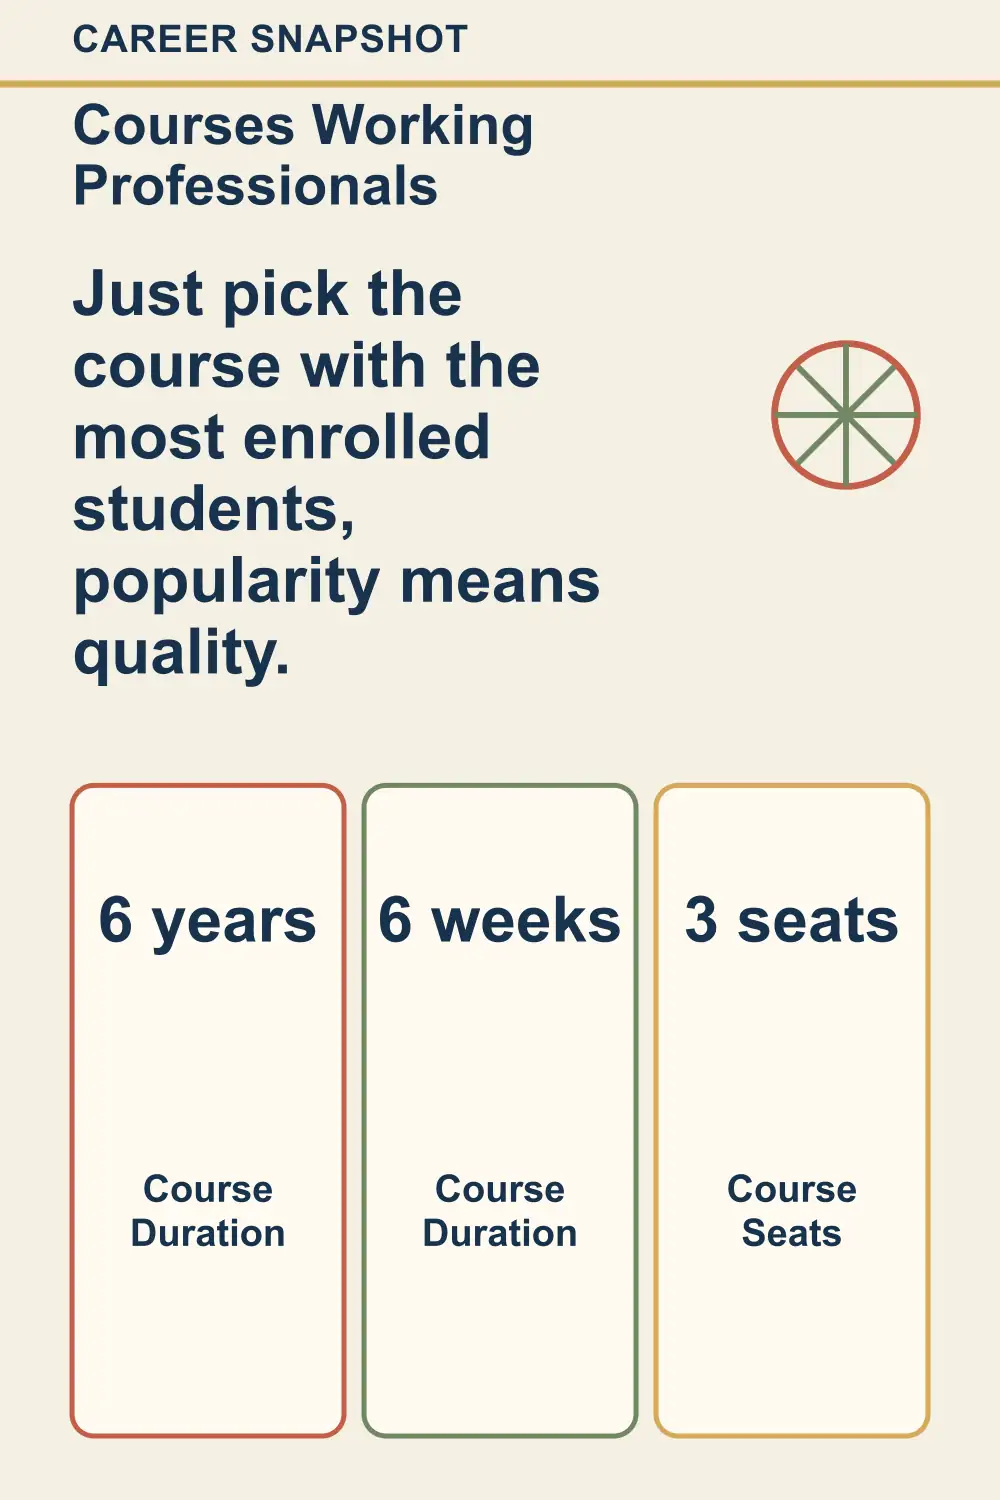 CAREER SNAPSHOT
Courses Working
Professionals
Just pick the
course with the
most enrolled
students,
popularity means
quality.
6 years
Course
Duration
6 weeks
Course
Duration
3 seats
Course
Seats